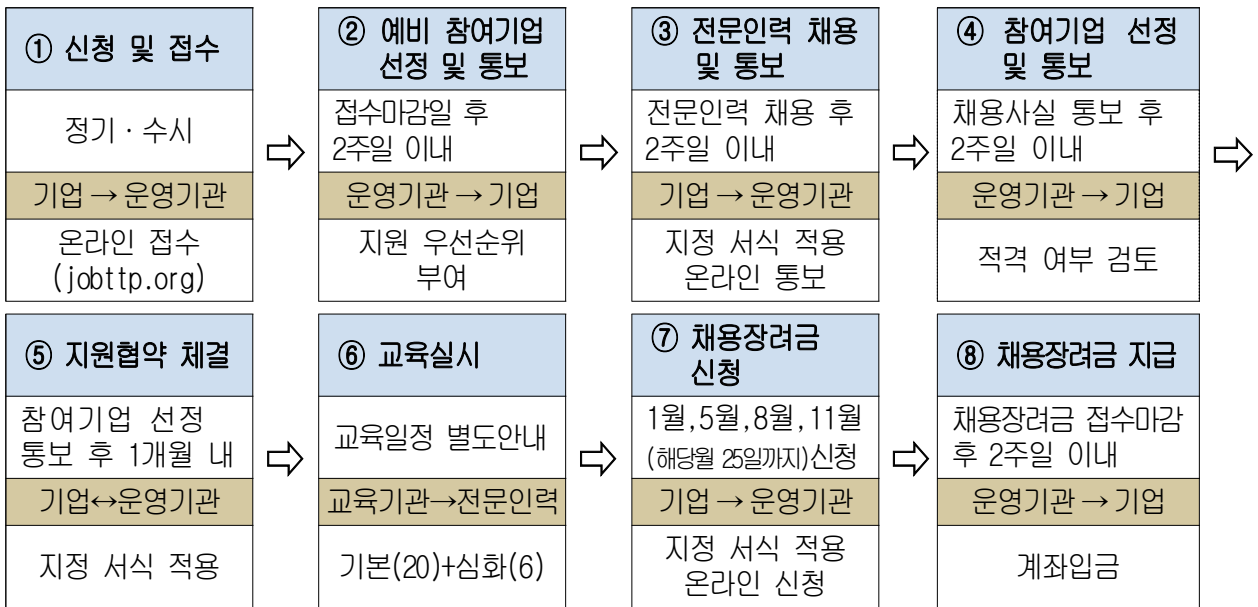 ① 신청 및 접수
정기 · 수시
기업 → 운영기관
온라인 접수
(jobttp.org)
⇨
② 예비 참여기업
선정 및 통보
접수마감일 후
2주일 이내
운영기관 → 기업
지원 우선순위
부여
⇨
③ 전문인력 채용
및 통보
전문인력 채용 후
2주일 이내
기업 → 운영기관
지정 서식 적용
온라인 통보
⇨
④ 참여기업 선정
및 통보
채용사실 통보 후
2주일 이내
운영기관 → 기업
적격 여부 검토
⇨
⑤ 지원협약 체결
참여기업 선정
통보 후 1개월 내
기업↔운영기관
지정 서식 적용
⇨
⑥ 교육실시
교육일정 별도안내
교육기관→전문인력
기본(20)+심화(6)
⇨
⑦ 채용장려금
신청
1월,5월,8월,11월
(해당월 25일까지)신청
기업 → 운영기관
지정 서식 적용
온라인 신청
⇨
⑧ 채용장려금 지급
채용장려금 접수마감
후 2주일 이내
운영기관 → 기업
계좌입금